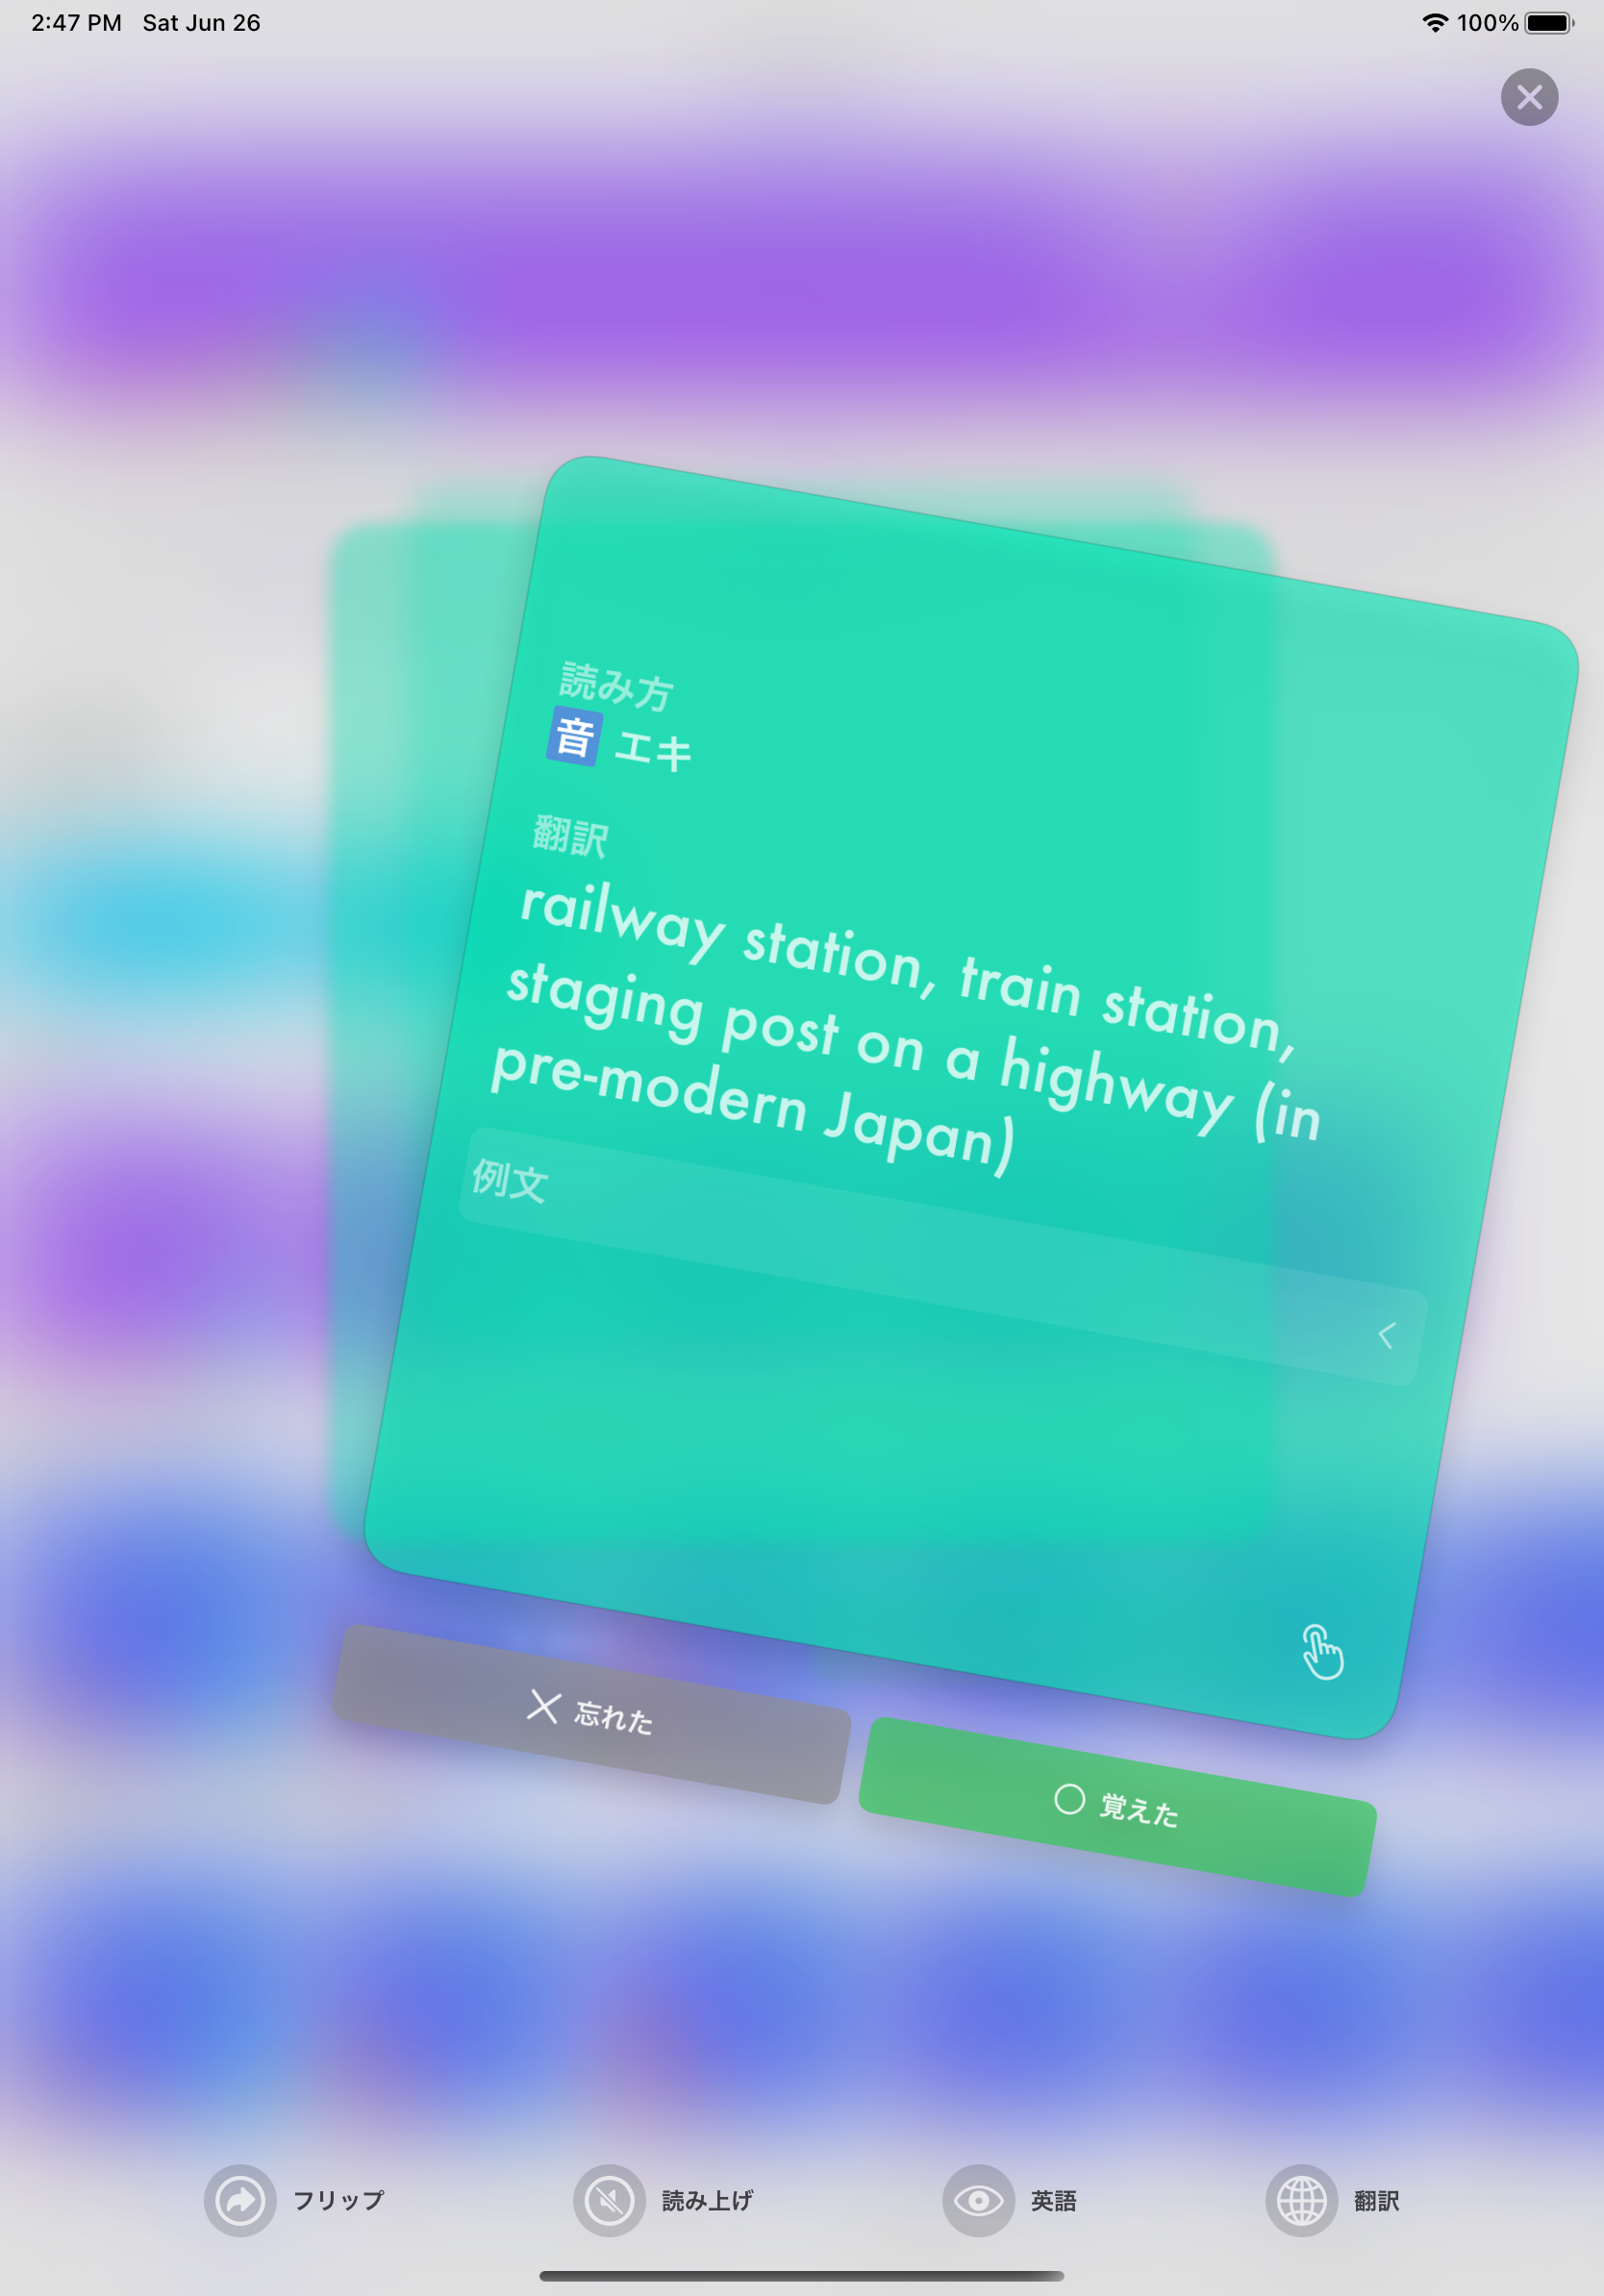 2:47 PM Sat Jun 26
100%
読み方
音 エキ
翻訳
railway station, train station,
staging post on a highway (in
pre-modern Japan)
例文
忘れた
覚えた
フリップ
読み上げ
英語
翻訳